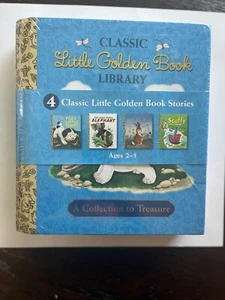 CLASSIC
Little Golden Book
LIBRARY
4 Classic Little Golden Book Stories
ELEPHANT
Scuffy
Ages 2–5
A Collection to Treasure